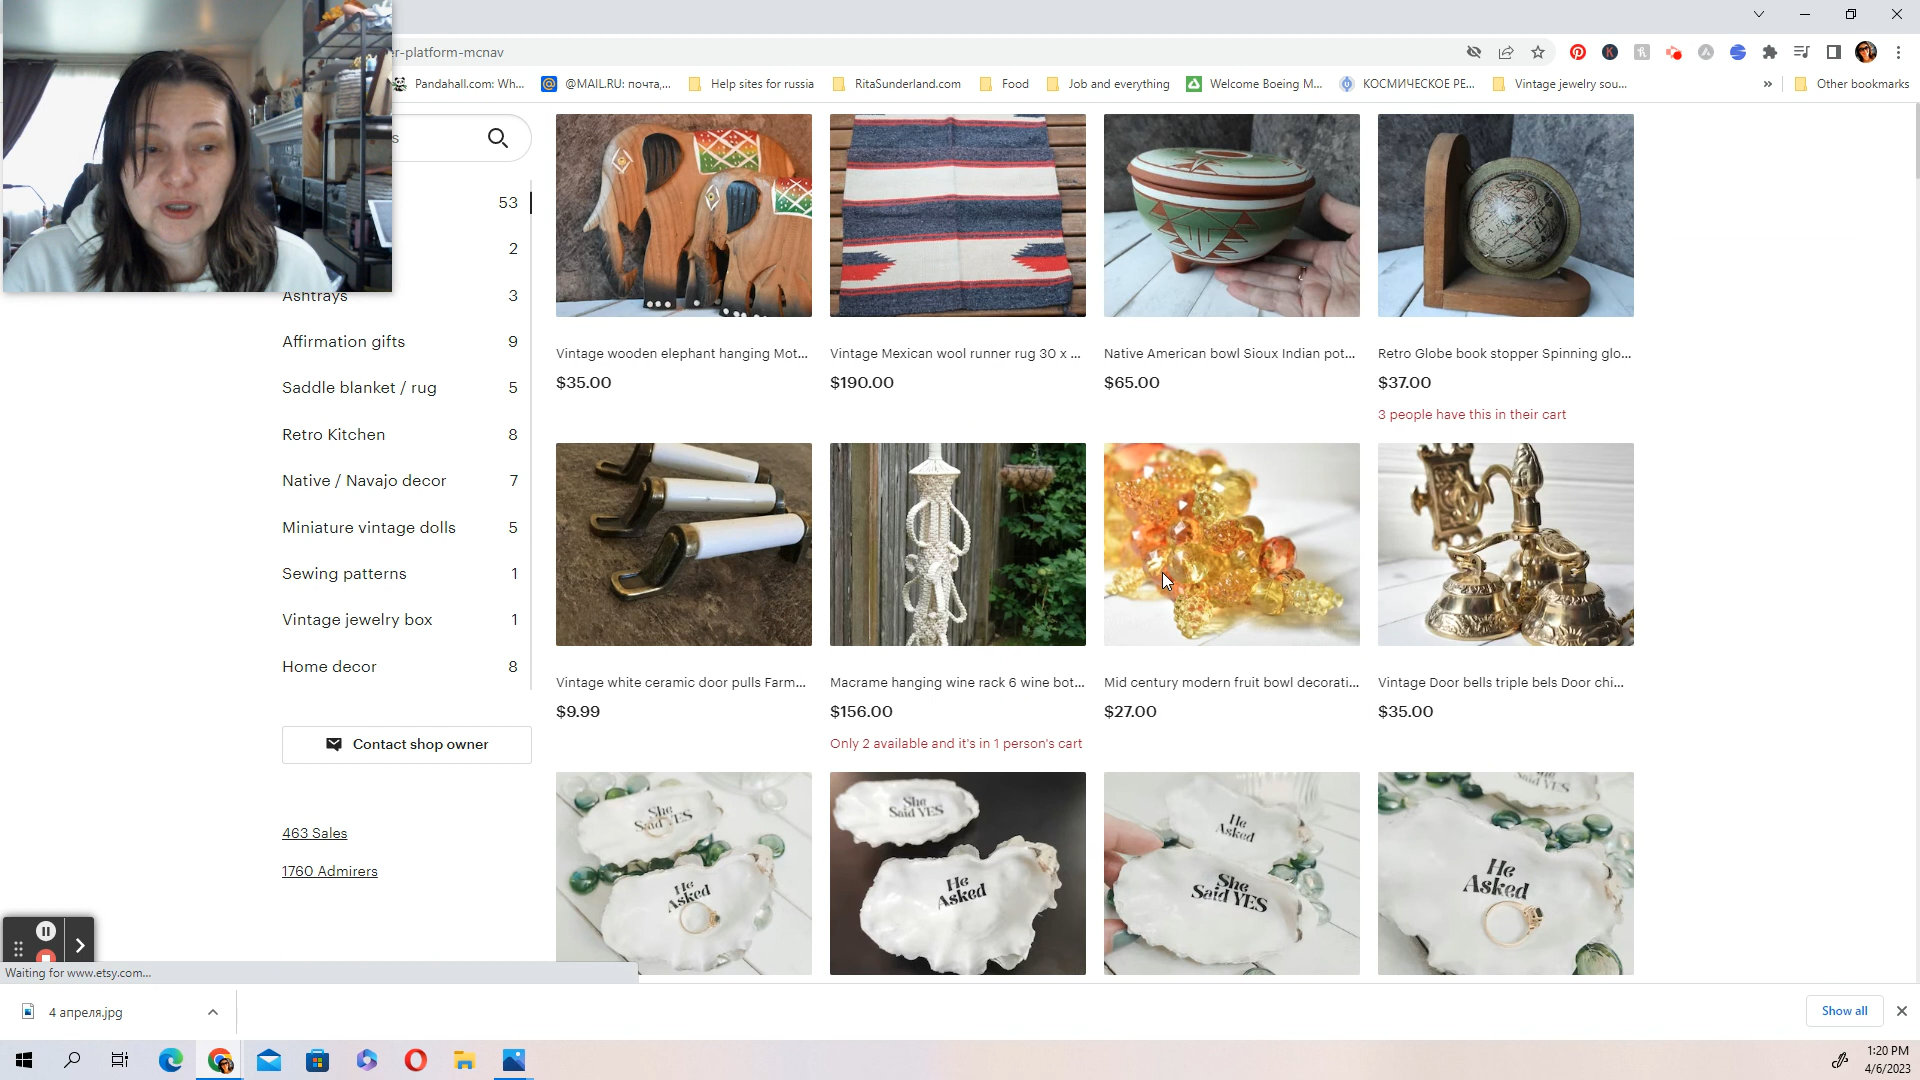 er-platform-mcnav
Pandahall.com: Wh...
@MAIL.RU: почта,...
Help sites for russia
RitaSunderland.com
Food
Job and everything
Welcome Boeing M...
КОСМИЧЕСКОЕ РЕ...
Vintage jewelry sou...
»
Other bookmarks
s
53
2
Ashtrays 3
Affirmation gifts 9
Saddle blanket / rug 5
Retro Kitchen 8
Native / Navajo decor 7
Miniature vintage dolls 5
Sewing patterns 1
Vintage jewelry box 1
Home decor 8
Contact shop owner
463 Sales
1760 Admirers
Vintage wooden elephant hanging Mot...
$35.00
Vintage Mexican wool runner rug 30 x ...
$190.00
Native American bowl Sioux Indian pot...
$65.00
Retro Globe book stopper Spinning glo...
$37.00
3 people have this in their cart
Vintage white ceramic door pulls Farm...
$9.99
Macrame hanging wine rack 6 wine bot...
$156.00
Only 2 available and it's in 1 person's cart
Mid century modern fruit bowl decorati...
$27.00
Vintage Door bells triple bels Door chi...
$35.00
She
Said YES
He
Asked
She
Said YES
He
Asked
He
Asked
She
Said YES
Said YES
He
Asked
Waiting for www.etsy.com...
4 апреля.jpg
Show all
1:20 PM
4/6/2023